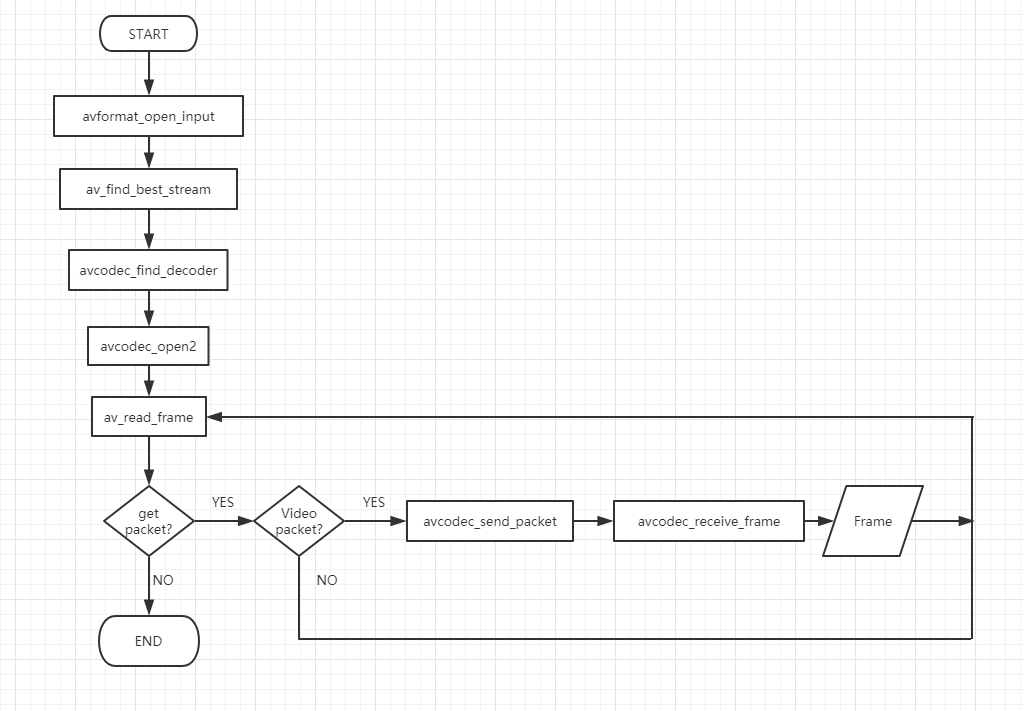 START
avformat_open_input
av_find_best_stream
avcodec_find_decoder
avcodec_open2
av_read_frame
get
packet?
YES
Video
packet?
YES
avcodec_send_packet
avcodec_receive_frame
Frame
NO
NO
END